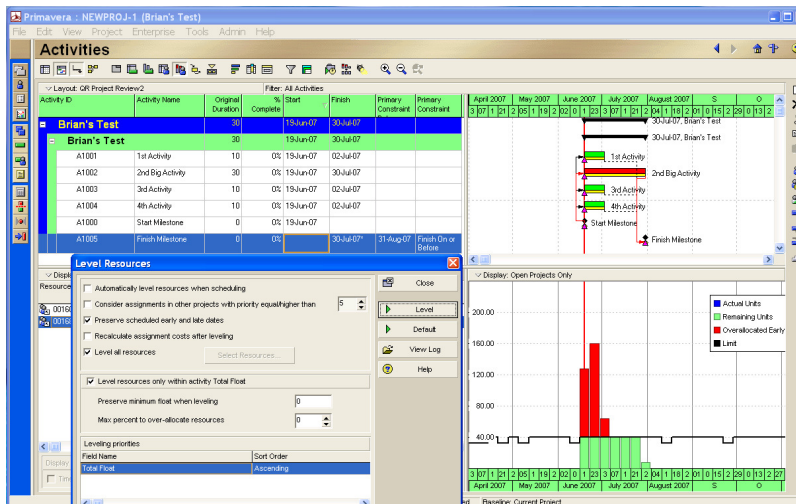 Primavera : NEWPROJ-1 (Brian's Test)
File Edit View Project Enterprise Tools Admin Help
Activities
Layout: QR Project Review2 Filter: All Activities
Activity ID Activity Name Original Duration % Complete Start Finish Primary Constraint Primary Constraint
April 2007 May 2007 June 2007 July 2007 August 2007 S O
Brian's Test 30 19-Jun-07 30-Jul-07 30-Jul-07, Brian's Test
Brian's Test 30 19-Jun-07 30-Jul-07 30-Jul-07, Brian's Test
A1001 1st Activity 10 0% 19-Jun-07 02-Jul-07 1st Activity
A1002 2nd Big Activity 30 0% 19-Jun-07 30-Jul-07 2nd Big Activity
A1003 3rd Activity 10 0% 19-Jun-07 02-Jul-07 3rd Activity
A1004 4th Activity 10 0% 19-Jun-07 02-Jul-07 4th Activity
A1000 Start Milestone 0 0% 19-Jun-07 Start Milestone
A1005 Finish Milestone 0 0% 30-Jul-07* 31-Aug-07 Finish On or Before Finish Milestone
Level Resources
Automatically level resources when scheduling
Consider assignments in other projects with priority equal/higher than 5
Preserve scheduled early and late dates
Recalculate assignment costs after leveling
Level all resources Select Resources...
Level resources only within activity Total Float
Preserve minimum float when leveling 0
Max percent to over-allocate resources 0
Leveling priorities
Field Name Sort Order
Total Float Ascending
Close
Level
Default
View Log
Help
Display: Open Projects Only
Actual Units
Remaining Units
Overallocated Early
Limit
200.00
160.00
120.00
80.00
40.00
April 2007 May 2007 June 2007 July 2007 August 2007 S O
Baseline: Current Project